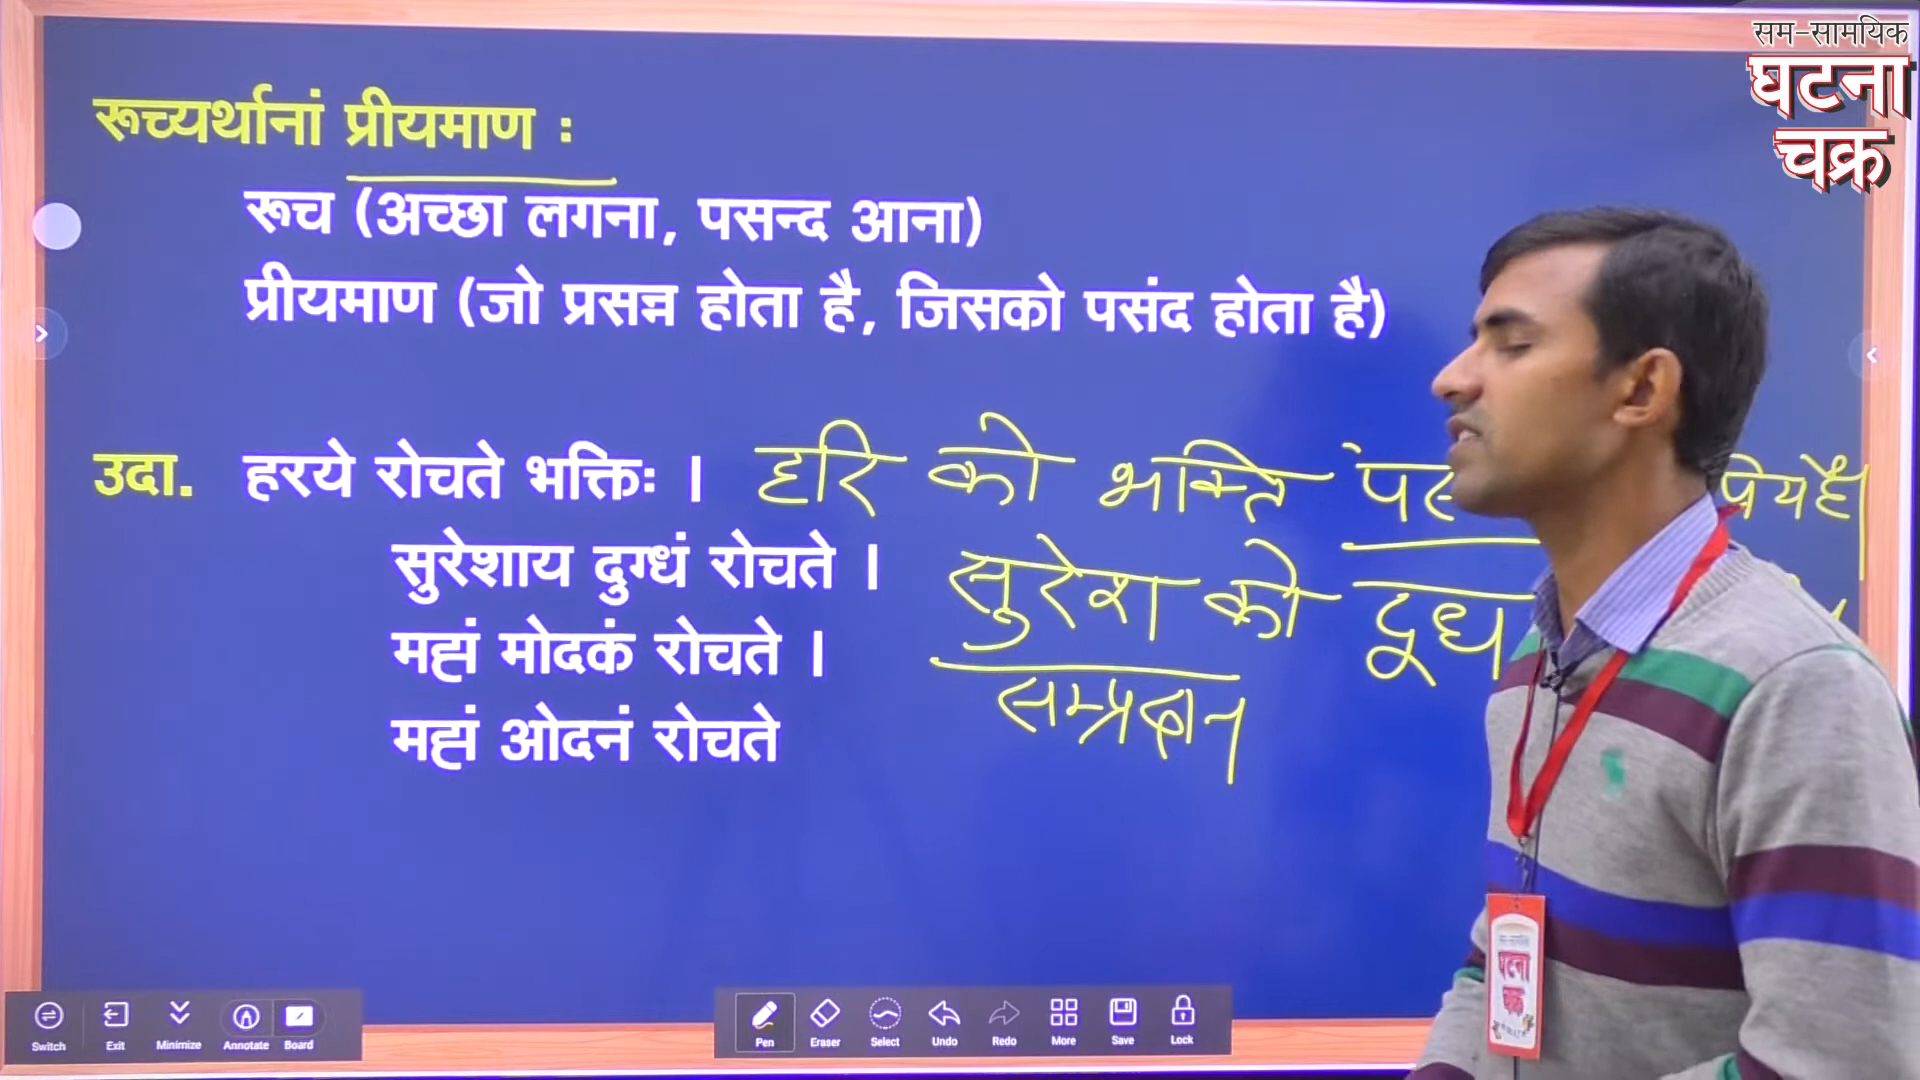 सम-सामयिक
घटना
चक्र
रूच्यर्थानां प्रीयमाण :
रूच (अच्छा लगना, पसन्द आना)
प्रीयमाण (जो प्रसन्न होता है, जिसको पसंद होता है)
उदा. हरये रोचते भक्तिः । हरि को भक्ति प्रिय है।
सुरेशाय दुग्धं रोचते । सुरेश को दूध
मह्यं मोदकं रोचते । सम्प्रदान
मह्यं ओदनं रोचते
घटना
चक्र
Switch Exit Minimize Annotate Board Pen Eraser Select Undo Redo More Save Lock